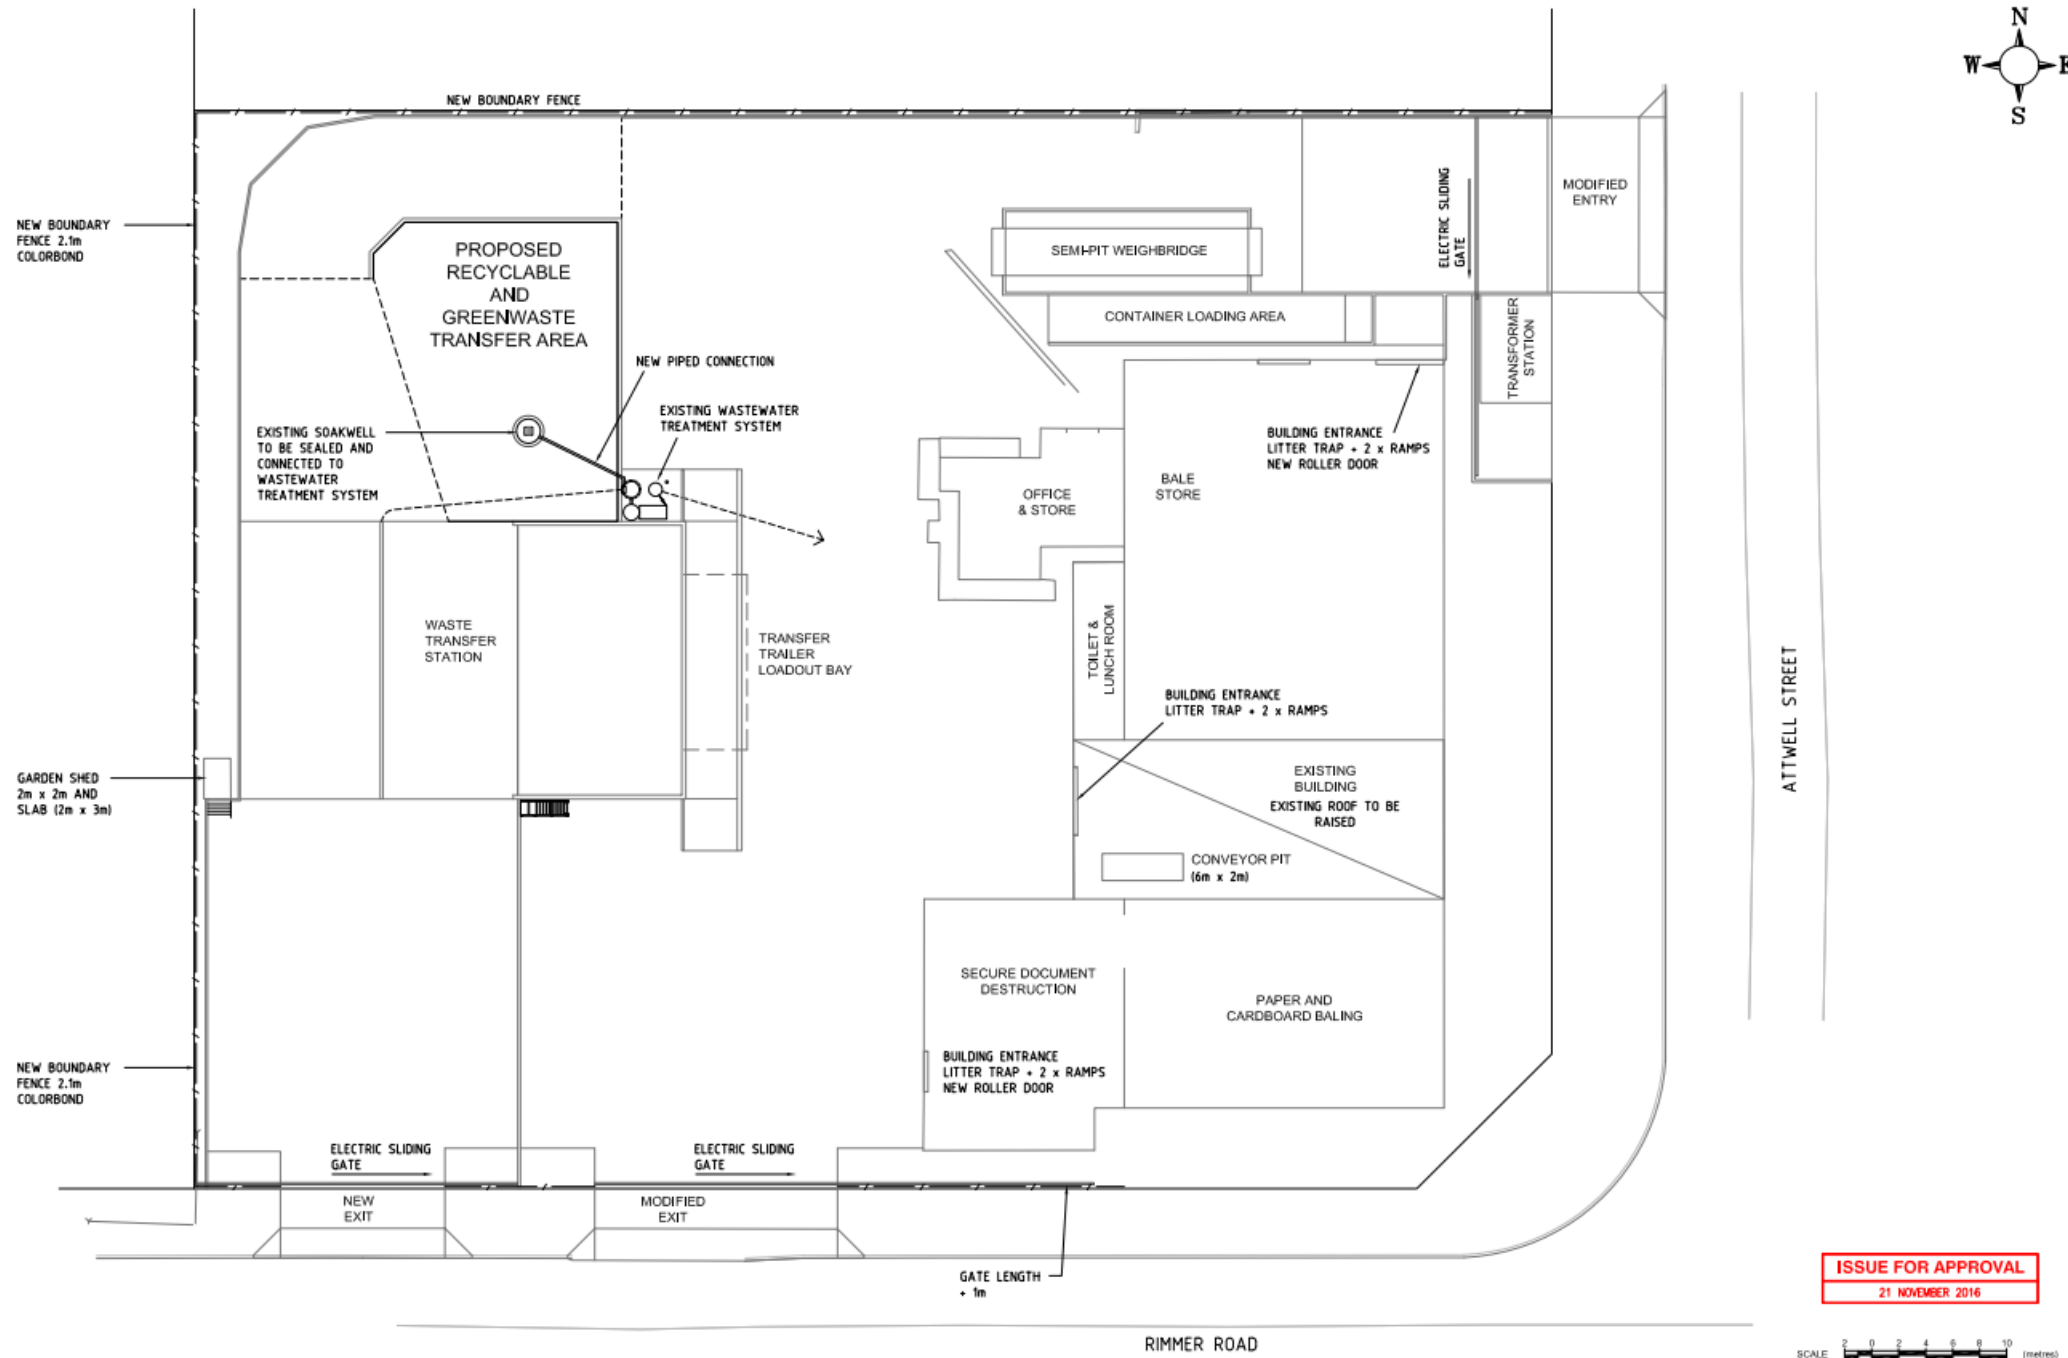 N
W
E
S
NEW BOUNDARY FENCE
MODIFIED
ENTRY
ELECTRIC SLIDING
GATE
NEW BOUNDARY
FENCE 2.1m
COLORBOND
PROPOSED
RECYCLABLE
AND
GREENWASTE
TRANSFER AREA
SEMI-PIT WEIGHBRIDGE
CONTAINER LOADING AREA
TRANSFORMER
STATION
NEW PIPED CONNECTION
EXISTING WASTEWATER
TREATMENT SYSTEM
EXISTING SOAKWELL
TO BE SEALED AND
CONNECTED TO
WASTEWATER
TREATMENT SYSTEM
BUILDING ENTRANCE
LITTER TRAP + 2 x RAMPS
NEW ROLLER DOOR
BALE
STORE
OFFICE
& STORE
WASTE
TRANSFER
STATION
TRANSFER
TRAILER
LOADOUT BAY
TOILET &
LUNCH ROOM
BUILDING ENTRANCE
LITTER TRAP + 2 x RAMPS
ATTWELL STREET
GARDEN SHED
2m x 2m AND
SLAB (2m x 3m)
EXISTING
BUILDING
EXISTING ROOF TO BE
RAISED
CONVEYOR PIT
(6m x 2m)
SECURE DOCUMENT
DESTRUCTION
PAPER AND
CARDBOARD BALING
NEW BOUNDARY
FENCE 2.1m
COLORBOND
BUILDING ENTRANCE
LITTER TRAP + 2 x RAMPS
NEW ROLLER DOOR
ELECTRIC SLIDING
GATE
ELECTRIC SLIDING
GATE
NEW
EXIT
MODIFIED
EXIT
GATE LENGTH
+ 1m
ISSUE FOR APPROVAL
21 NOVEMBER 2016
RIMMER ROAD
SCALE 2 0 2 4 6 8 10 (metres)